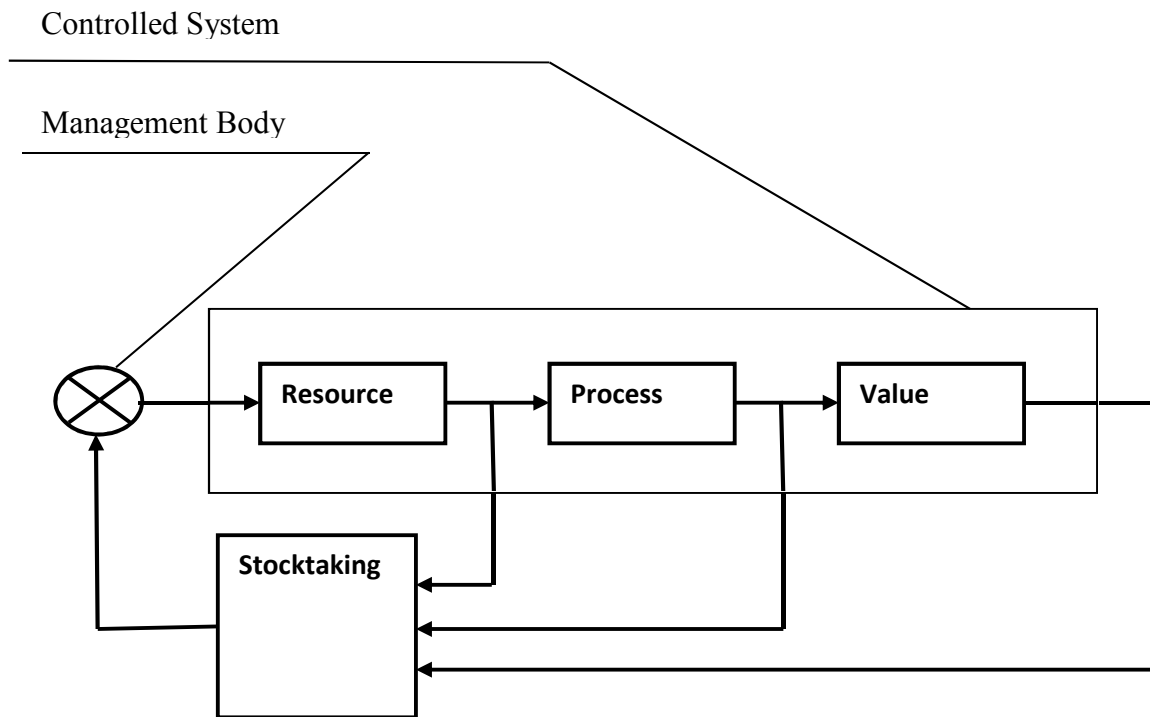 Controlled System
Management Body
Resource
Process
Value
Stocktaking